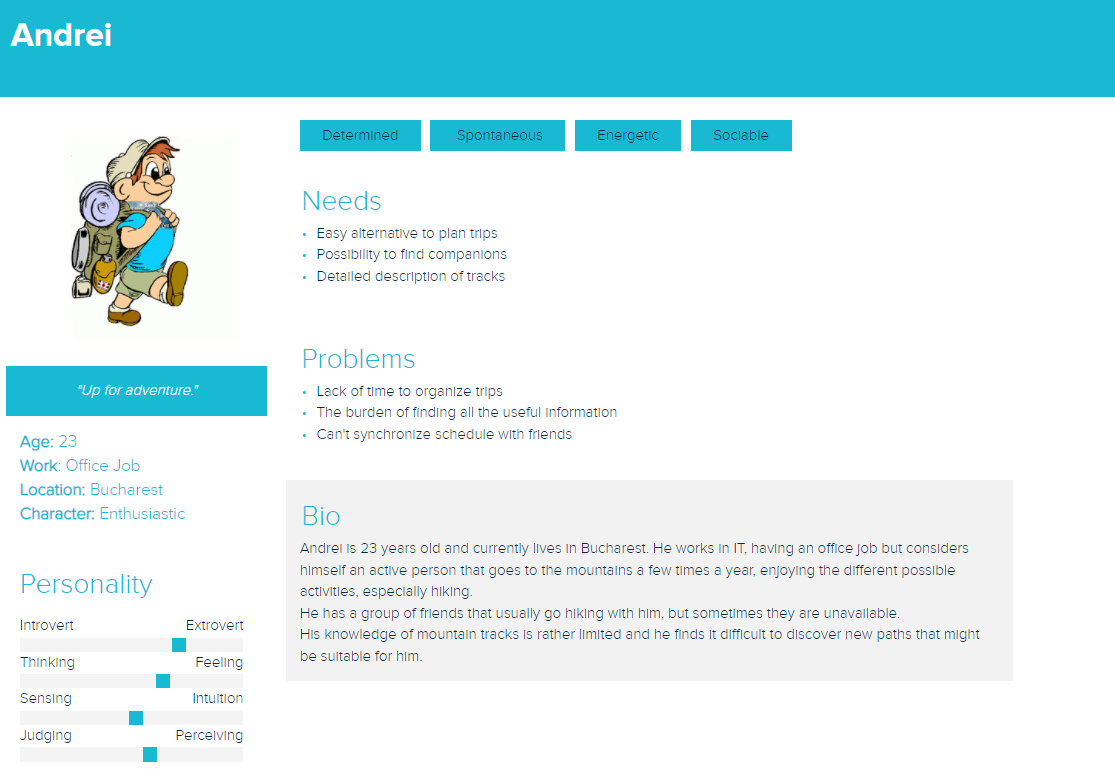 Andrei
Determined
Spontaneous
Energetic
Sociable
"Up for adventure."
Age: 23
Work: Office Job
Location: Bucharest
Character: Enthusiastic
Personality
Introvert Extrovert
Thinking Feeling
Sensing Intuition
Judging Perceiving
Needs
• Easy alternative to plan trips
• Possibility to find companions
• Detailed description of tracks
Problems
• Lack of time to organize trips
• The burden of finding all the useful information
• Can't synchronize schedule with friends
Bio
Andrei is 23 years old and currently lives in Bucharest. He works in IT, having an office job but considers
himself an active person that goes to the mountains a few times a year, enjoying the different possible
activities, especially hiking.
He has a group of friends that usually go hiking with him, but sometimes they are unavailable.
His knowledge of mountain tracks is rather limited and he finds it difficult to discover new paths that might
be suitable for him.